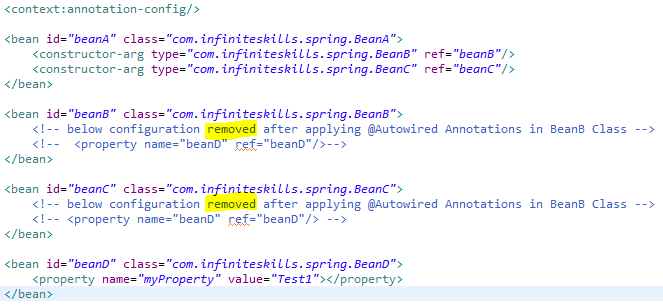 <context:annotation-config/>
<bean id="beanA" class="com.infiniteskills.spring.BeanA">
<constructor-arg type="com.infiniteskills.spring.BeanB" ref="beanB"/>
<constructor-arg type="com.infiniteskills.spring.BeanC" ref="beanC"/>
</bean>
<bean id="beanB" class="com.infiniteskills.spring.BeanB">
<!-- below configuration removed after applying @Autowired Annotations in BeanB Class -->
<!--  <property name="beanD" ref="beanD"/>-->
</bean>
<bean id="beanC" class="com.infiniteskills.spring.BeanC">
<!-- below configuration removed after applying @Autowired Annotations in BeanB Class -->
<!-- <property name="beanD" ref="beanD"/> -->
</bean>
<bean id="beanD" class="com.infiniteskills.spring.BeanD">
<property name="myProperty" value="Test1"></property>
</bean>